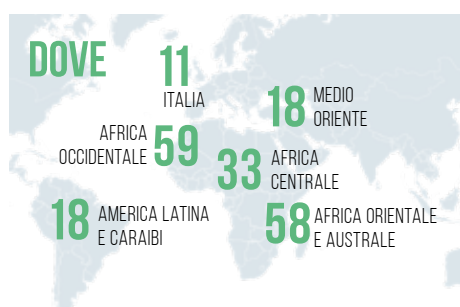 DOVE
11
ITALIA
18
MEDIO
ORIENTE
AFRICA
OCCIDENTALE
59
33
AFRICA
CENTRALE
18
AMERICA LATINA
E CARAIBI
58
AFRICA ORIENTALE
E AUSTRALE